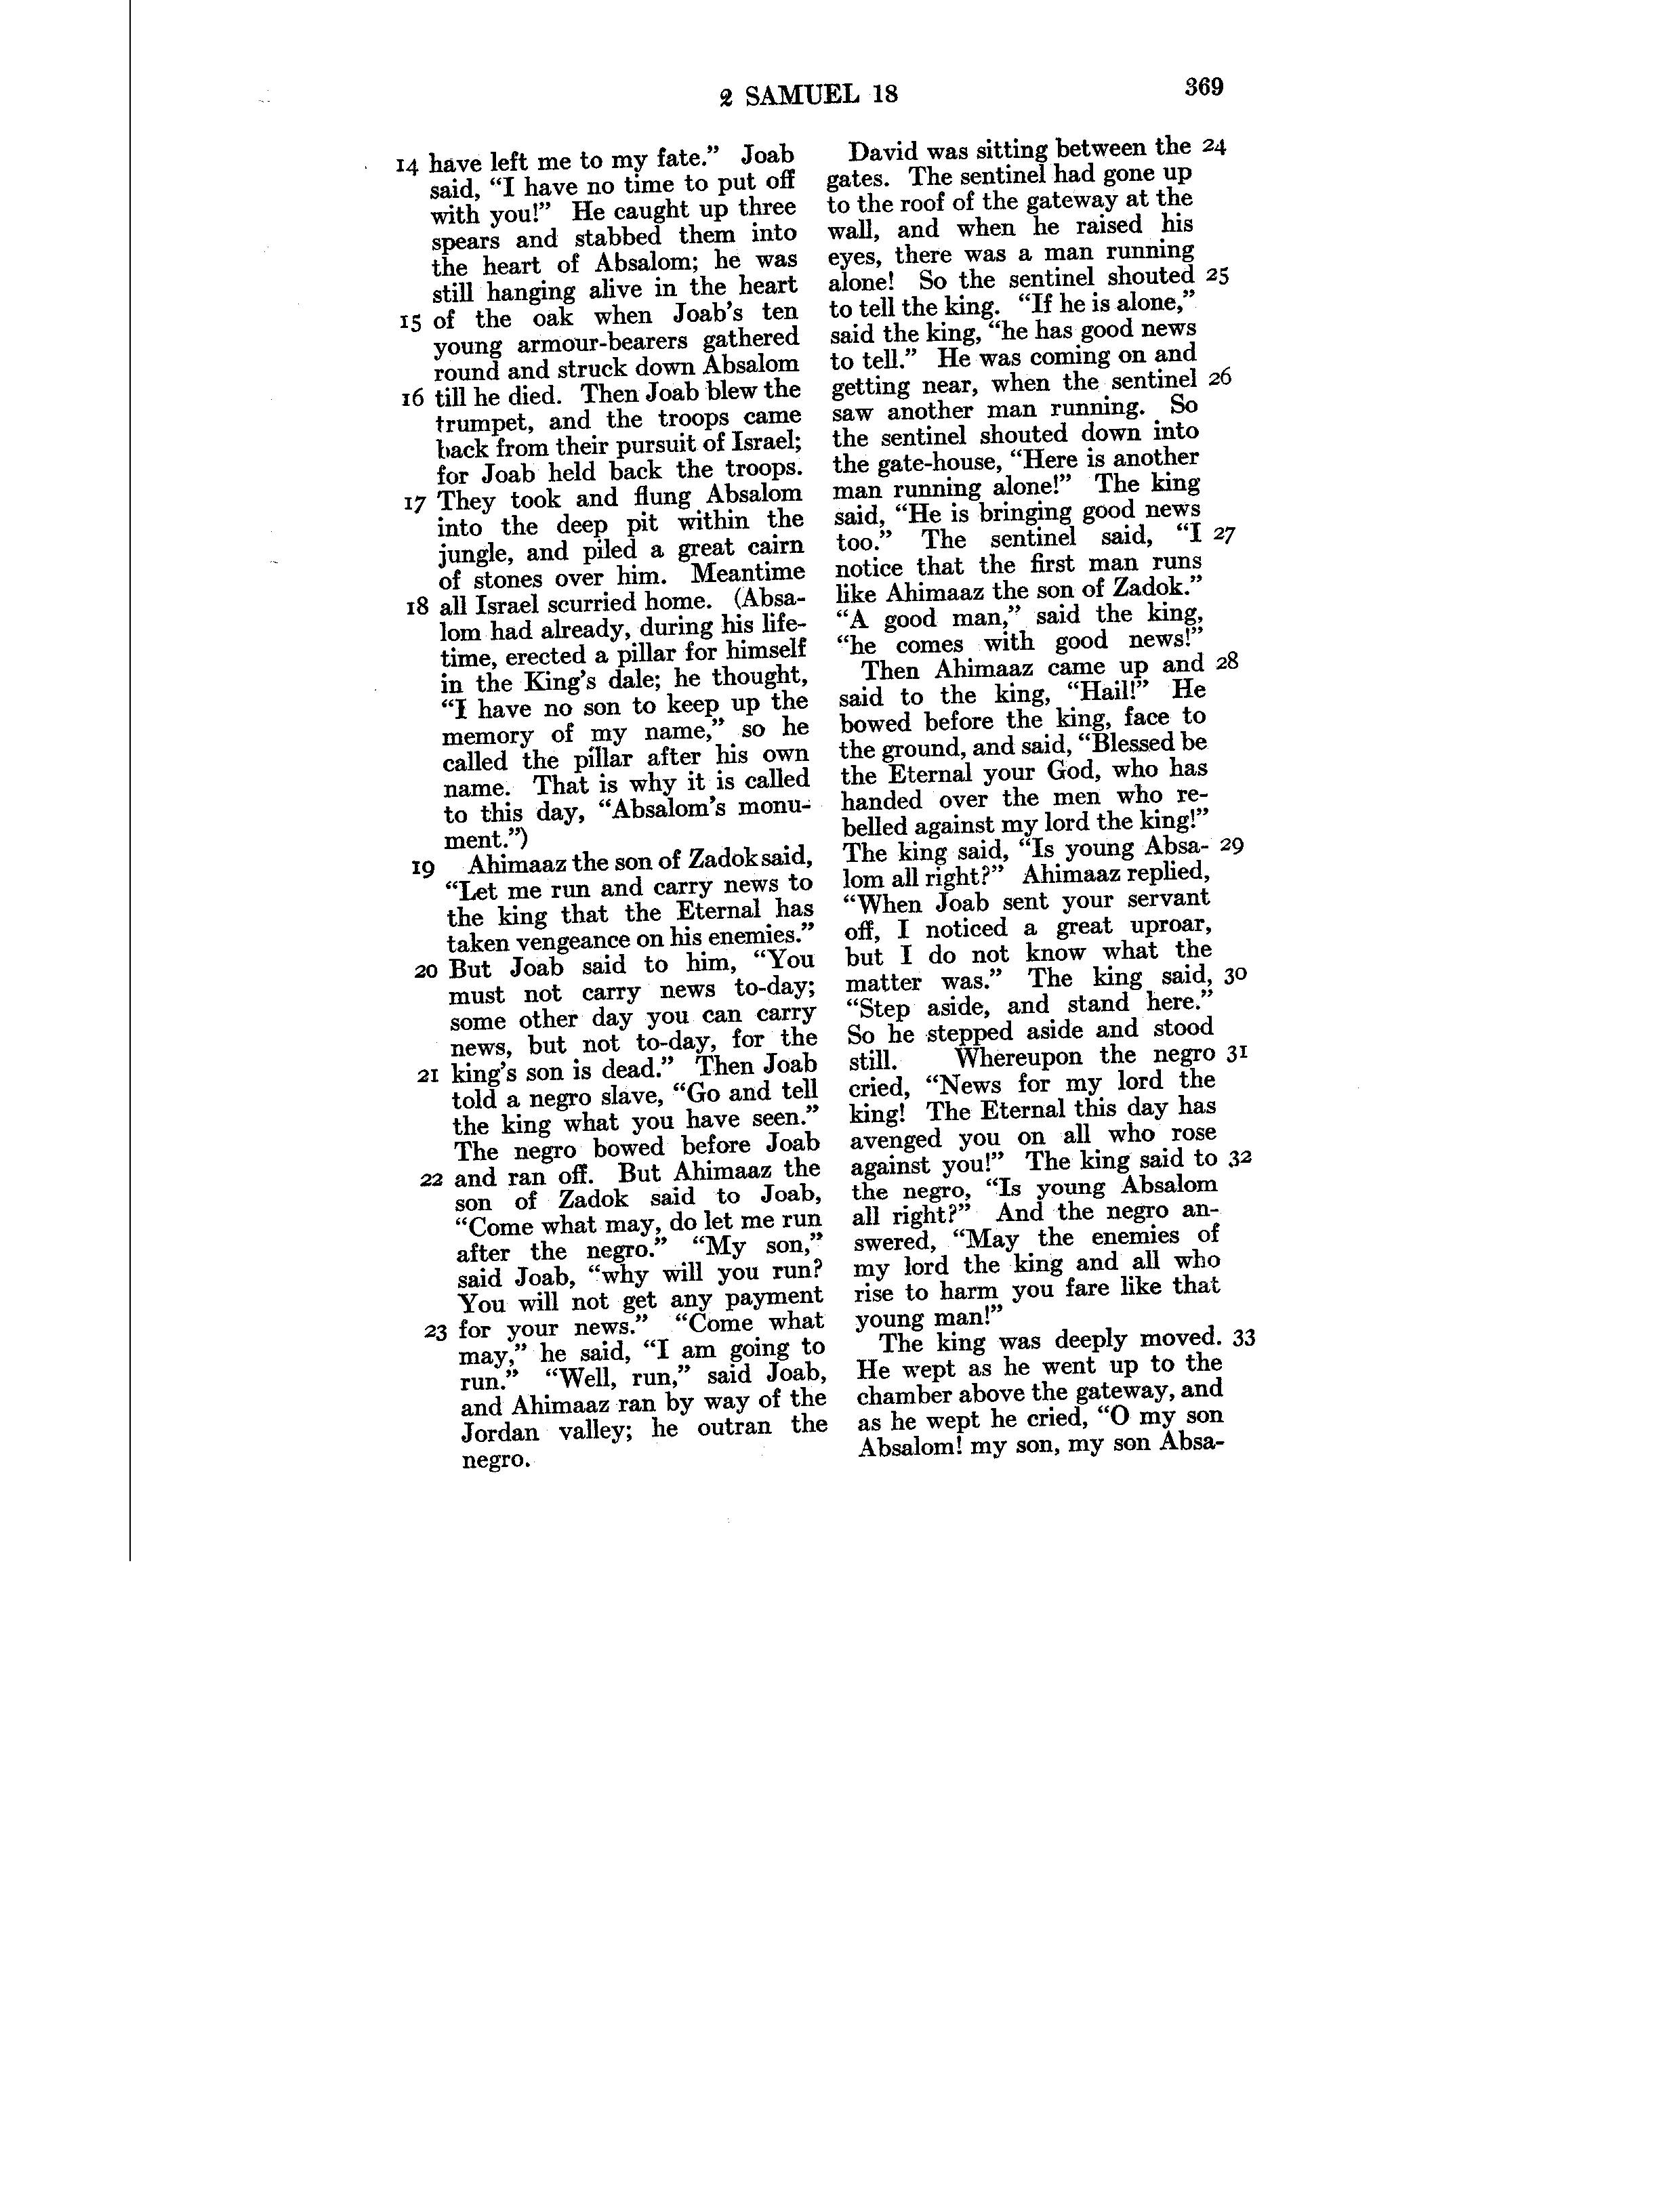 2 SAMUEL 18
369
14 have left me to my fate.” Joab
said, “I have no time to put off
with you!” He caught up three
spears and stabbed them into
the heart of Absalom; he was
still hanging alive in the heart
15 of the oak when Joab’s ten
young armour-bearers gathered
round and struck down Absalom
16 till he died. Then Joab blew the
trumpet, and the troops came
back from their pursuit of Israel;
for Joab held back the troops.
17 They took and flung Absalom
into the deep pit within the
jungle, and piled a great cairn
of stones over him. Meantime
18 all Israel scurried home. (Absa-
lom had already, during his life-
time, erected a pillar for himself
in the King’s dale; he thought,
“I have no son to keep up the
memory of my name,” so he
called the pillar after his own
name. That is why it is called
to this day, “Absalom’s monu-
ment.”)
19 Ahimaaz the son of Zadok said,
“Let me run and carry news to
the king that the Eternal has
taken vengeance on his enemies.”
20 But Joab said to him, “You
must not carry news to-day;
some other day you can carry
news, but not to-day, for the
21 king’s son is dead.” Then Joab
told a negro slave, “Go and tell
the king what you have seen.”
The negro bowed before Joab
22 and ran off. But Ahimaaz the
son of Zadok said to Joab,
“Come what may, do let me run
after the negro.” “My son,”
said Joab, “why will you run?
You will not get any payment
23 for your news.” “Come what
may,” he said, “I am going to
run.” “Well, run,” said Joab,
and Ahimaaz ran by way of the
Jordan valley; he outran the
negro.
David was sitting between the 24
gates. The sentinel had gone up
to the roof of the gateway at the
wall, and when he raised his
eyes, there was a man running
alone! So the sentinel shouted 25
to tell the king. “If he is alone,”
said the king, “he has good news
to tell.” He was coming on and
getting near, when the sentinel 26
saw another man running. So
the sentinel shouted down into
the gate-house, “Here is another
man running alone!” The king
said, “He is bringing good news
too.” The sentinel said, “I 27
notice that the first man runs
like Ahimaaz the son of Zadok.”
“A good man,” said the king,
“he comes with good news!”
Then Ahimaaz came up and 28
said to the king, “Hail!” He
bowed before the king, face to
the ground, and said, “Blessed be
the Eternal your God, who has
handed over the men who re-
belled against my lord the king!”
The king said, “Is young Absa- 29
lom all right?” Ahimaaz replied,
“When Joab sent your servant
off, I noticed a great uproar,
but I do not know what the
matter was.” The king said, 30
“Step aside, and stand here.”
So he stepped aside and stood
still. Whereupon the negro 31
cried, “News for my lord the
king! The Eternal this day has
avenged you on all who rose
against you!” The king said to 32
the negro, “Is young Absalom
all right?” And the negro an-
swered, “May the enemies of
my lord the king and all who
rise to harm you fare like that
young man!”
The king was deeply moved. 33
He wept as he went up to the
chamber above the gateway, and
as he wept he cried, “O my son
Absalom! my son, my son Absa-